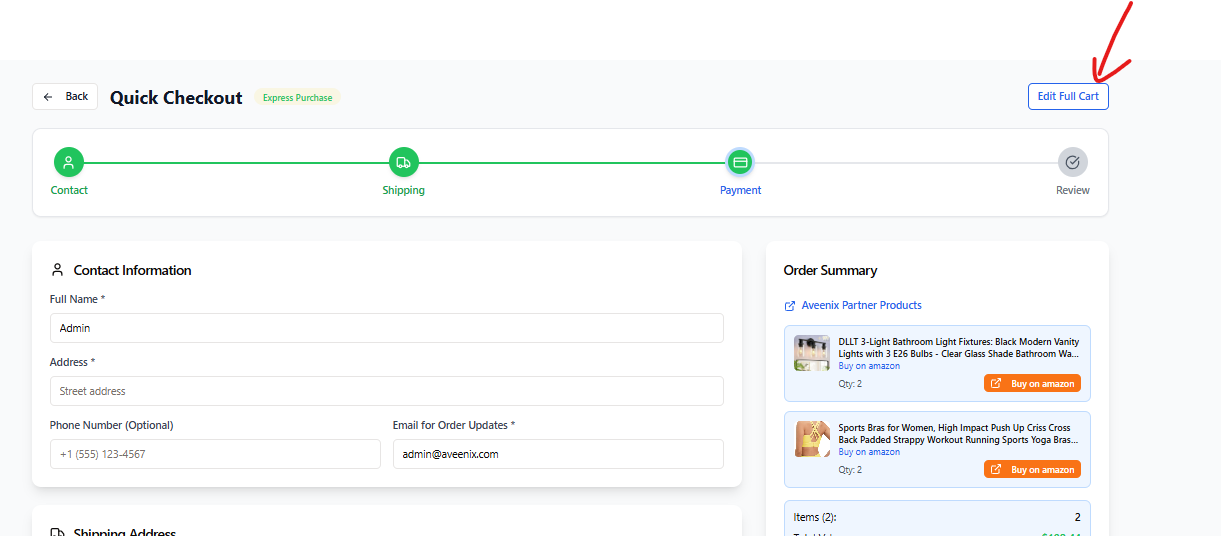 Back
Quick Checkout
Express Purchase
Edit Full Cart
Contact
Shipping
Payment
Review
Contact Information
Full Name *
Admin
Address *
Street address
Phone Number (Optional)
Email for Order Updates *
+1 (555) 123-4567
admin@aveenix.com
Shipping Address
Order Summary
Aveenix Partner Products
DLLT 3-Light Bathroom Light Fixtures: Black Modern Vanity
Lights with 3 E26 Bulbs - Clear Glass Shade Bathroom Wa...
Buy on amazon
Qty: 2
Buy on amazon
Sports Bras for Women, High Impact Push Up Criss Cross
Back Padded Strappy Workout Running Sports Yoga Bras...
Buy on amazon
Qty: 2
Buy on amazon
Items (2):
2